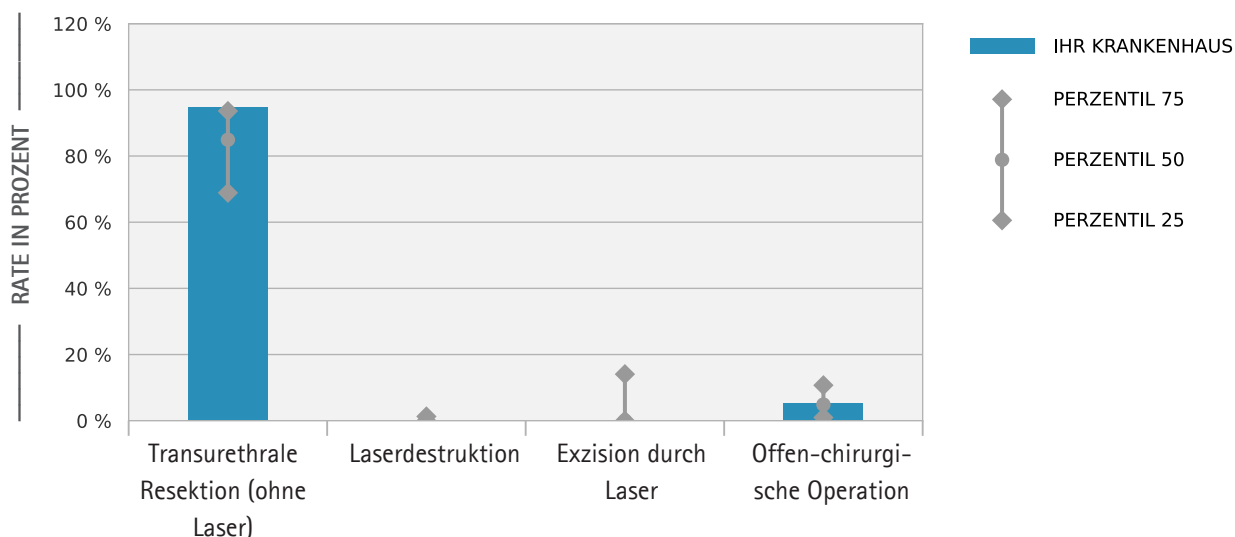 120 %
100 %
80 %
60 %
40 %
20 %
0 %
RATE IN PROZENT
Transurethrale
Resektion (ohne
Laser)
Laserdestruktion
Exzision durch
Laser
Offen-chirurgi-
sche Operation
IHR KRANKENHAUS
PERZENTIL 75
PERZENTIL 50
PERZENTIL 25